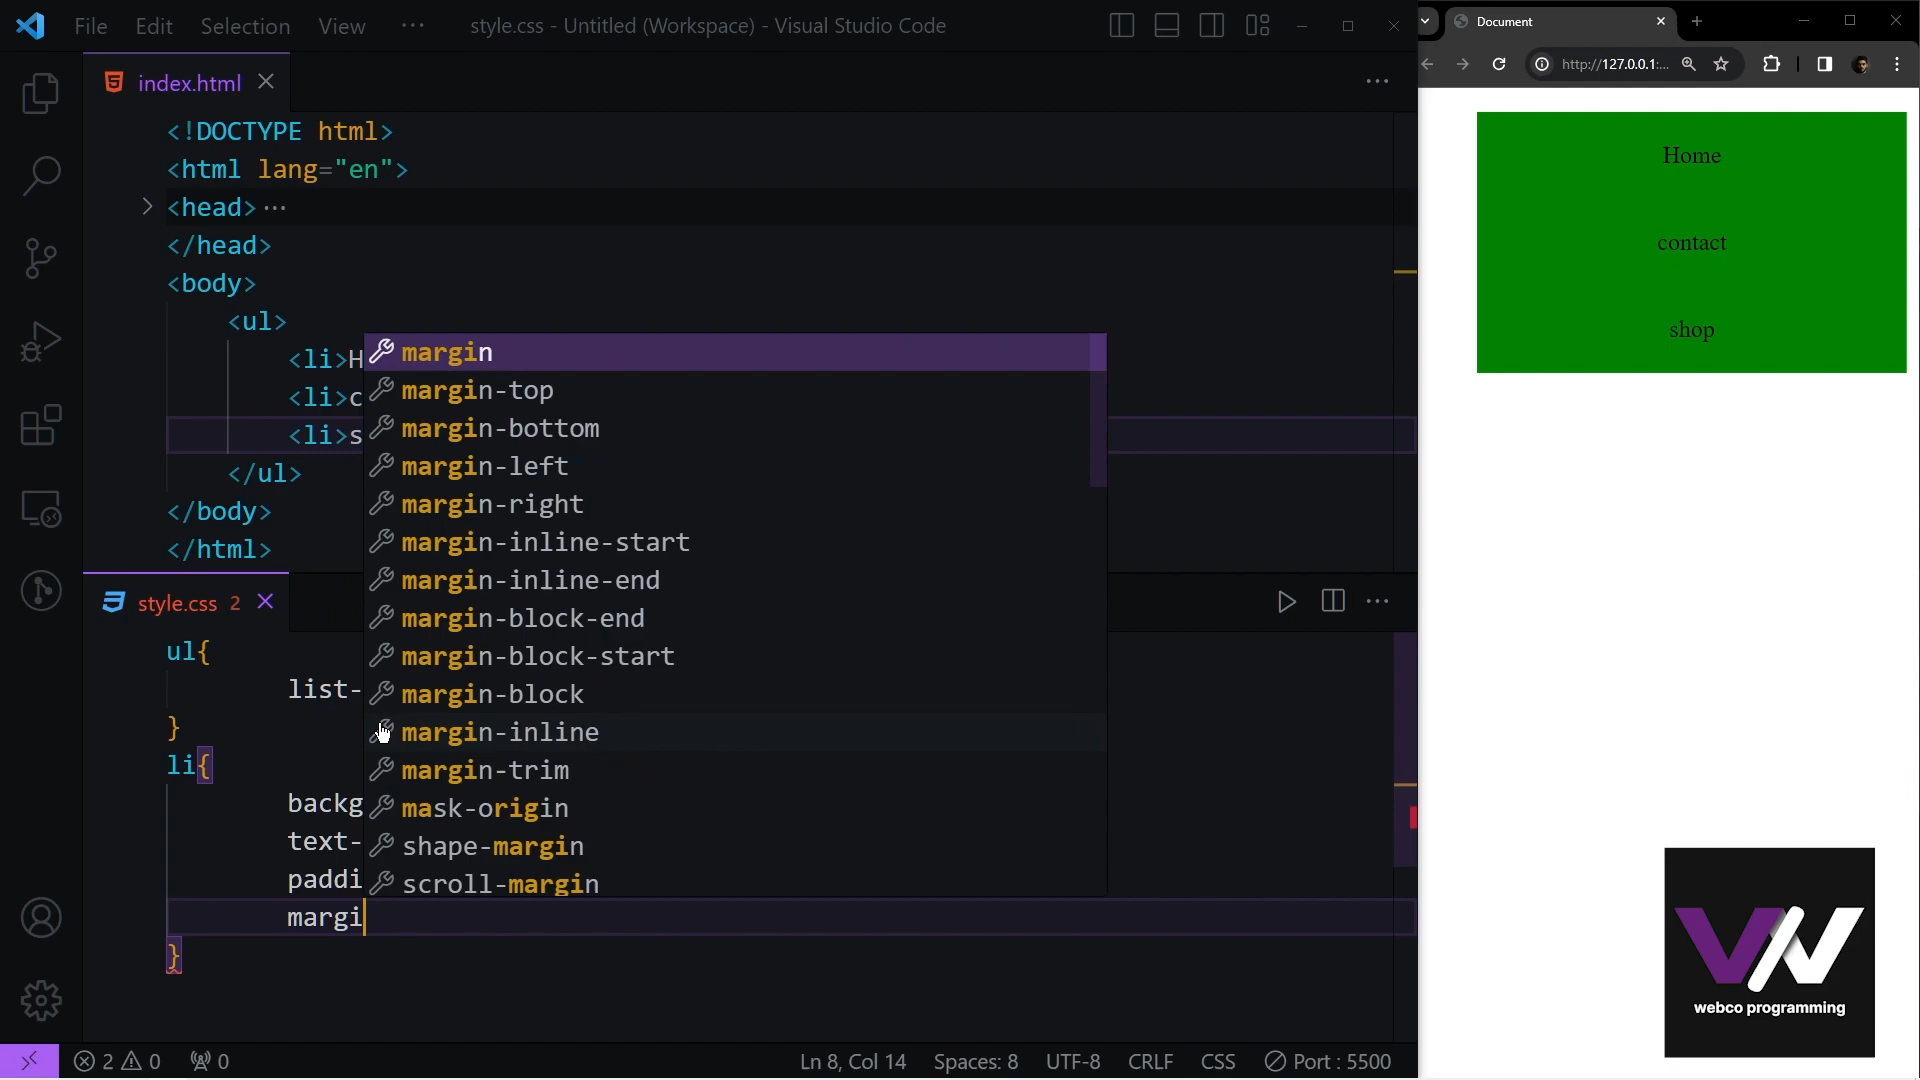 File Edit Selection View ··· style.css - Untitled (Workspace) - Visual Studio Code
index.html
<!DOCTYPE html>
<html lang="en">
<head>···
</head>
<body>
<ul>
<li>H
<li>c
<li>s
</ul>
</body>
</html>
margin
margin-top
margin-bottom
margin-left
margin-right
margin-inline-start
margin-inline-end
margin-block-end
margin-block-start
margin-block
margin-inline
margin-trim
mask-origin
shape-margin
scroll-margin
style.css 2
ul{
list-
}
li{
backg
text-
paddi
margi
}
2 0 0 Ln 8, Col 14 Spaces: 8 UTF-8 CRLF CSS Port : 5500
Document
http://127.0.0.1:...
Home
contact
shop
webco programming